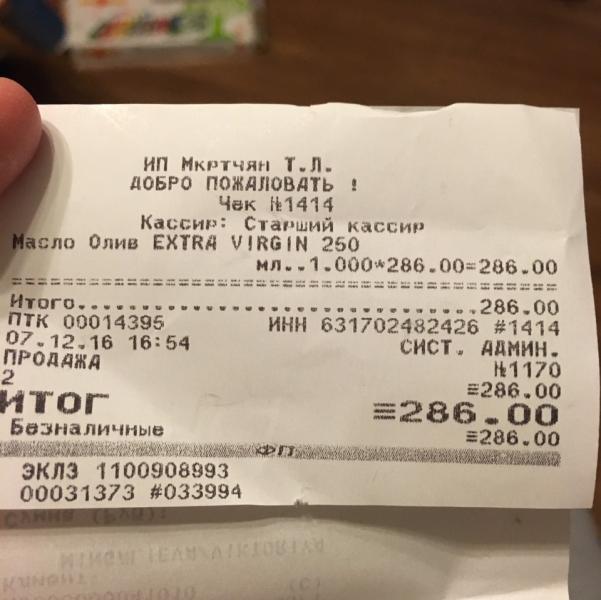 ИП Мкртчян Т.Л.
ДОБРО ПОЖАЛОВАТЬ !
Чек №1414
Кассир: Старший кассир
Масло Олив EXTRA VIRGIN 250
мл..1.000*286.00=286.00
Итого................................286.00
ПТК 00014395 ИНН 631702482426 #1414
07.12.16 16:54 СИСТ. АДМИН.
ПРОДАЖА №1170
2 ≡286.00
ИТОГ ≡286.00
Безналичные ≡286.00
ФП
ЭКЛЗ 1100908993
00031373 #033994